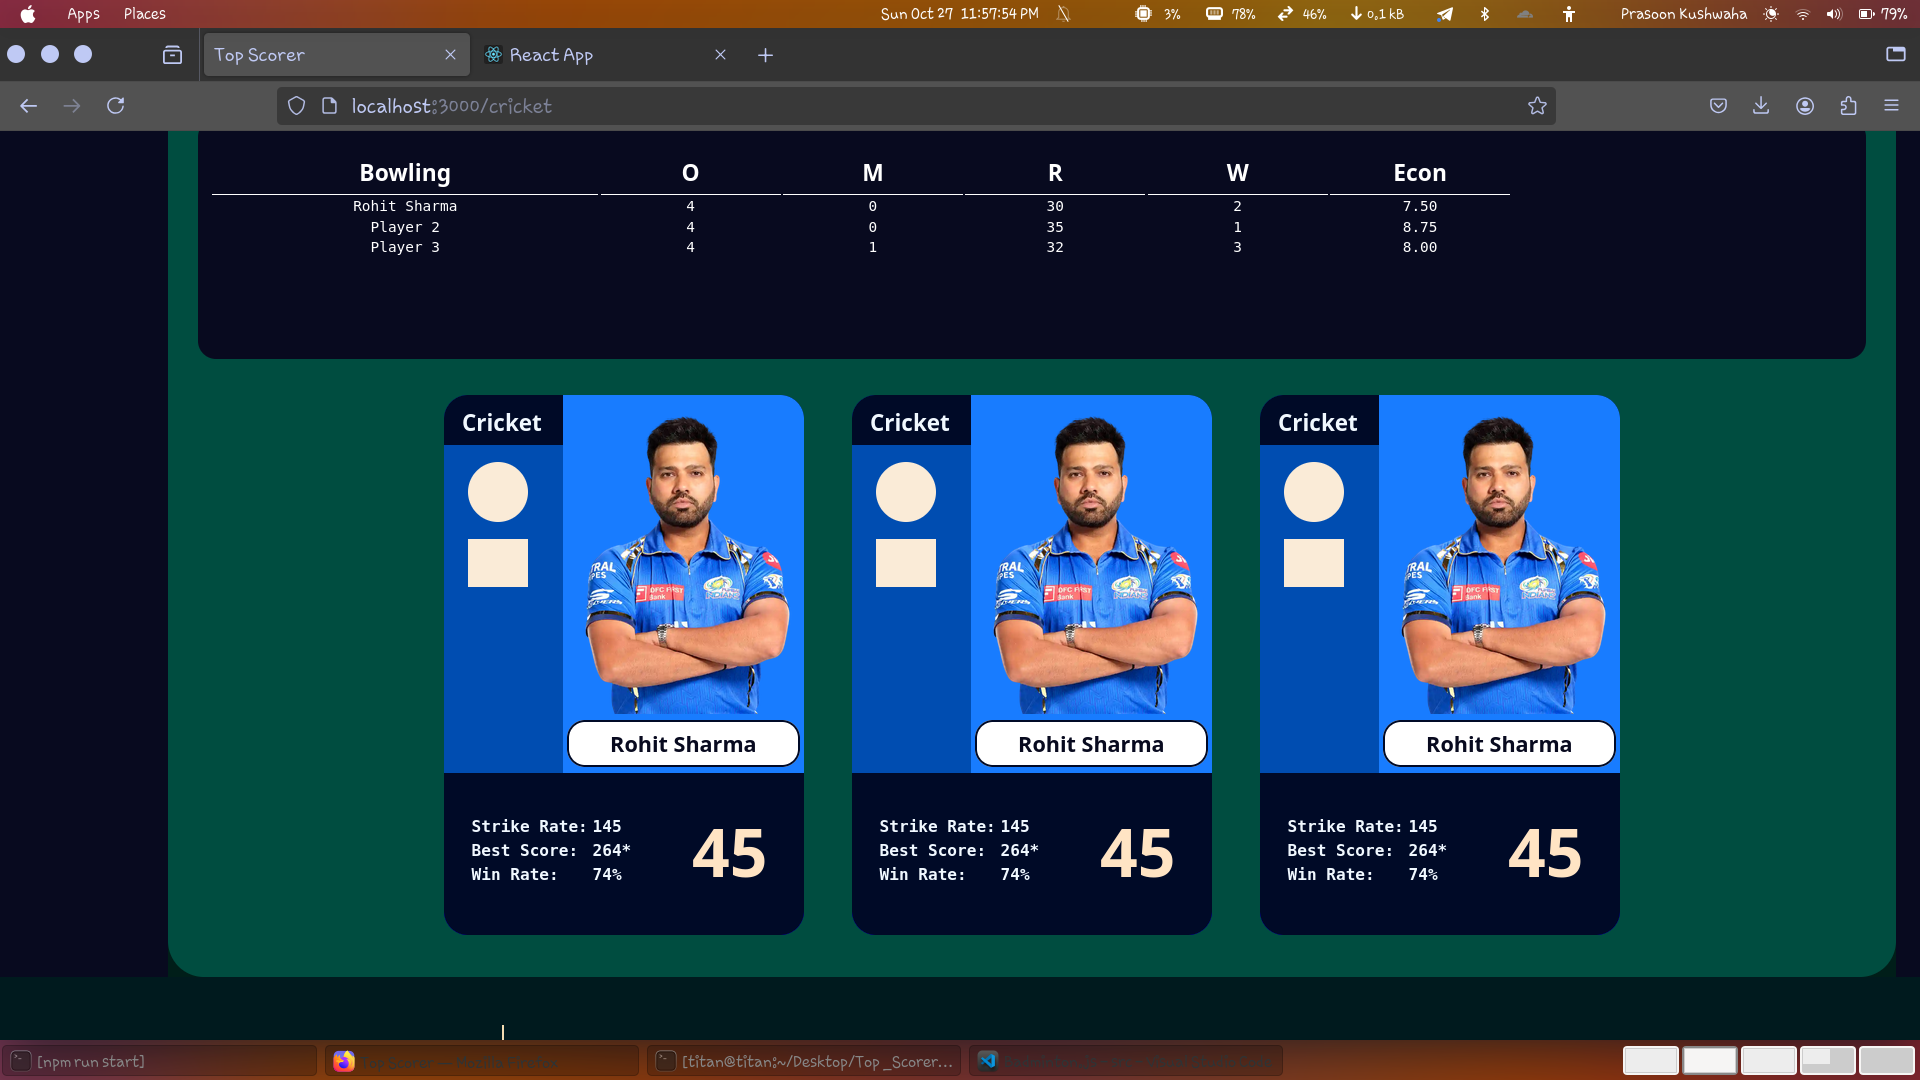 Apps Places Sun Oct 27 11:57:54 PM 3% 78% 46% 0.1 kB Prasoon Kushwaha 79%
Top Scorer React App
localhost:3000/cricket
Bowling O M R W Econ
Rohit Sharma 4 0 30 2 7.50
Player 2 4 0 35 1 8.75
Player 3 4 1 32 3 8.00
Cricket Cricket Cricket
Rohit Sharma Rohit Sharma Rohit Sharma
Strike Rate: 145
Best Score: 264*
Win Rate: 74%
45
Strike Rate: 145
Best Score: 264*
Win Rate: 74%
45
Strike Rate: 145
Best Score: 264*
Win Rate: 74%
45
[npm run start] Top Scorer — Mozilla Firefox [titan@titan:~/Desktop/Top_Scorer...